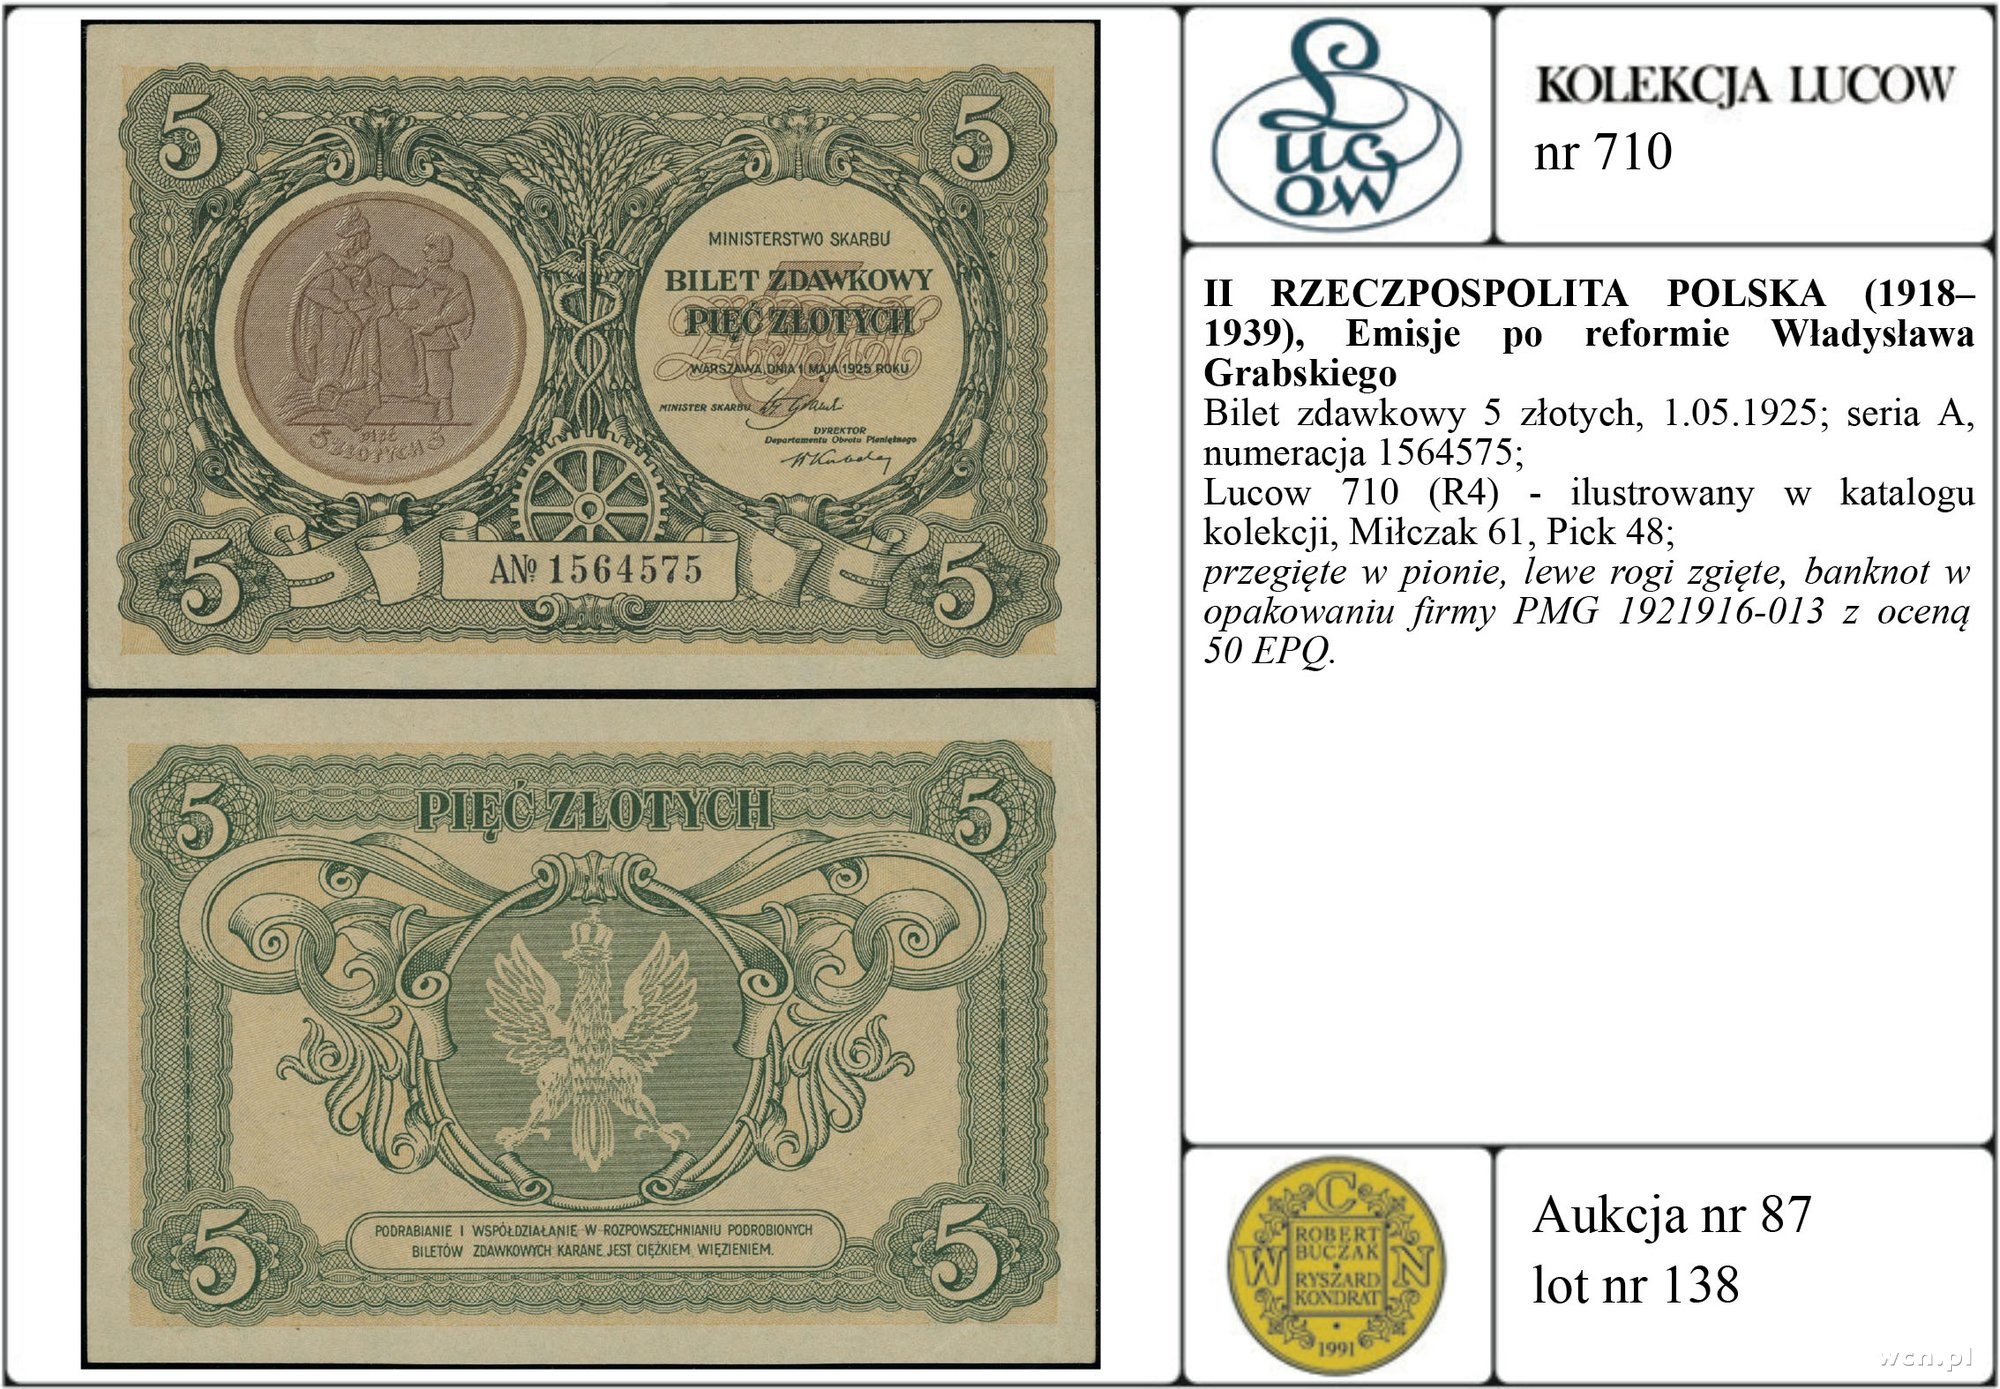 5
5
MINISTERSTWO SKARBU
BILET ZDAWKOWY
PIĘĆ ZŁOTYCH
WARSZAWA, DNIA 1 MAJA 1925 ROKU
MINISTER SKARBU
DYREKTOR
Departamentu Obrotu Pieniężnego
PIĘĆ
5 ZŁOTYCH 5
5
5
A№ 1564575
5
PIĘĆ ZŁOTYCH
5
PODRABIANIE I WSPÓŁDZIAŁANIE W ROZPOWSZECHNIANIU PODROBIONYCH
BILETÓW ZDAWKOWYCH KARANE JEST CIĘŻKIEM WIĘZIENIEM.
5
5
Lucow
KOLEKCJA LUCOW
nr 710
II RZECZPOSPOLITA POLSKA (1918–
1939), Emisje po reformie Władysława
Grabskiego
Bilet zdawkowy 5 złotych, 1.05.1925; seria A,
numeracja 1564575;
Lucow 710 (R4) - ilustrowany w katalogu
kolekcji, Miłczak 61, Pick 48;
przegięte w pionie, lewe rogi zgięte, banknot w
opakowaniu firmy PMG 1921916-013 z oceną
50 EPQ.
W C N
ROBERT
BUCZAK
RYSZARD
KONDRAT
1991
Aukcja nr 87
lot nr 138
wcn.pl